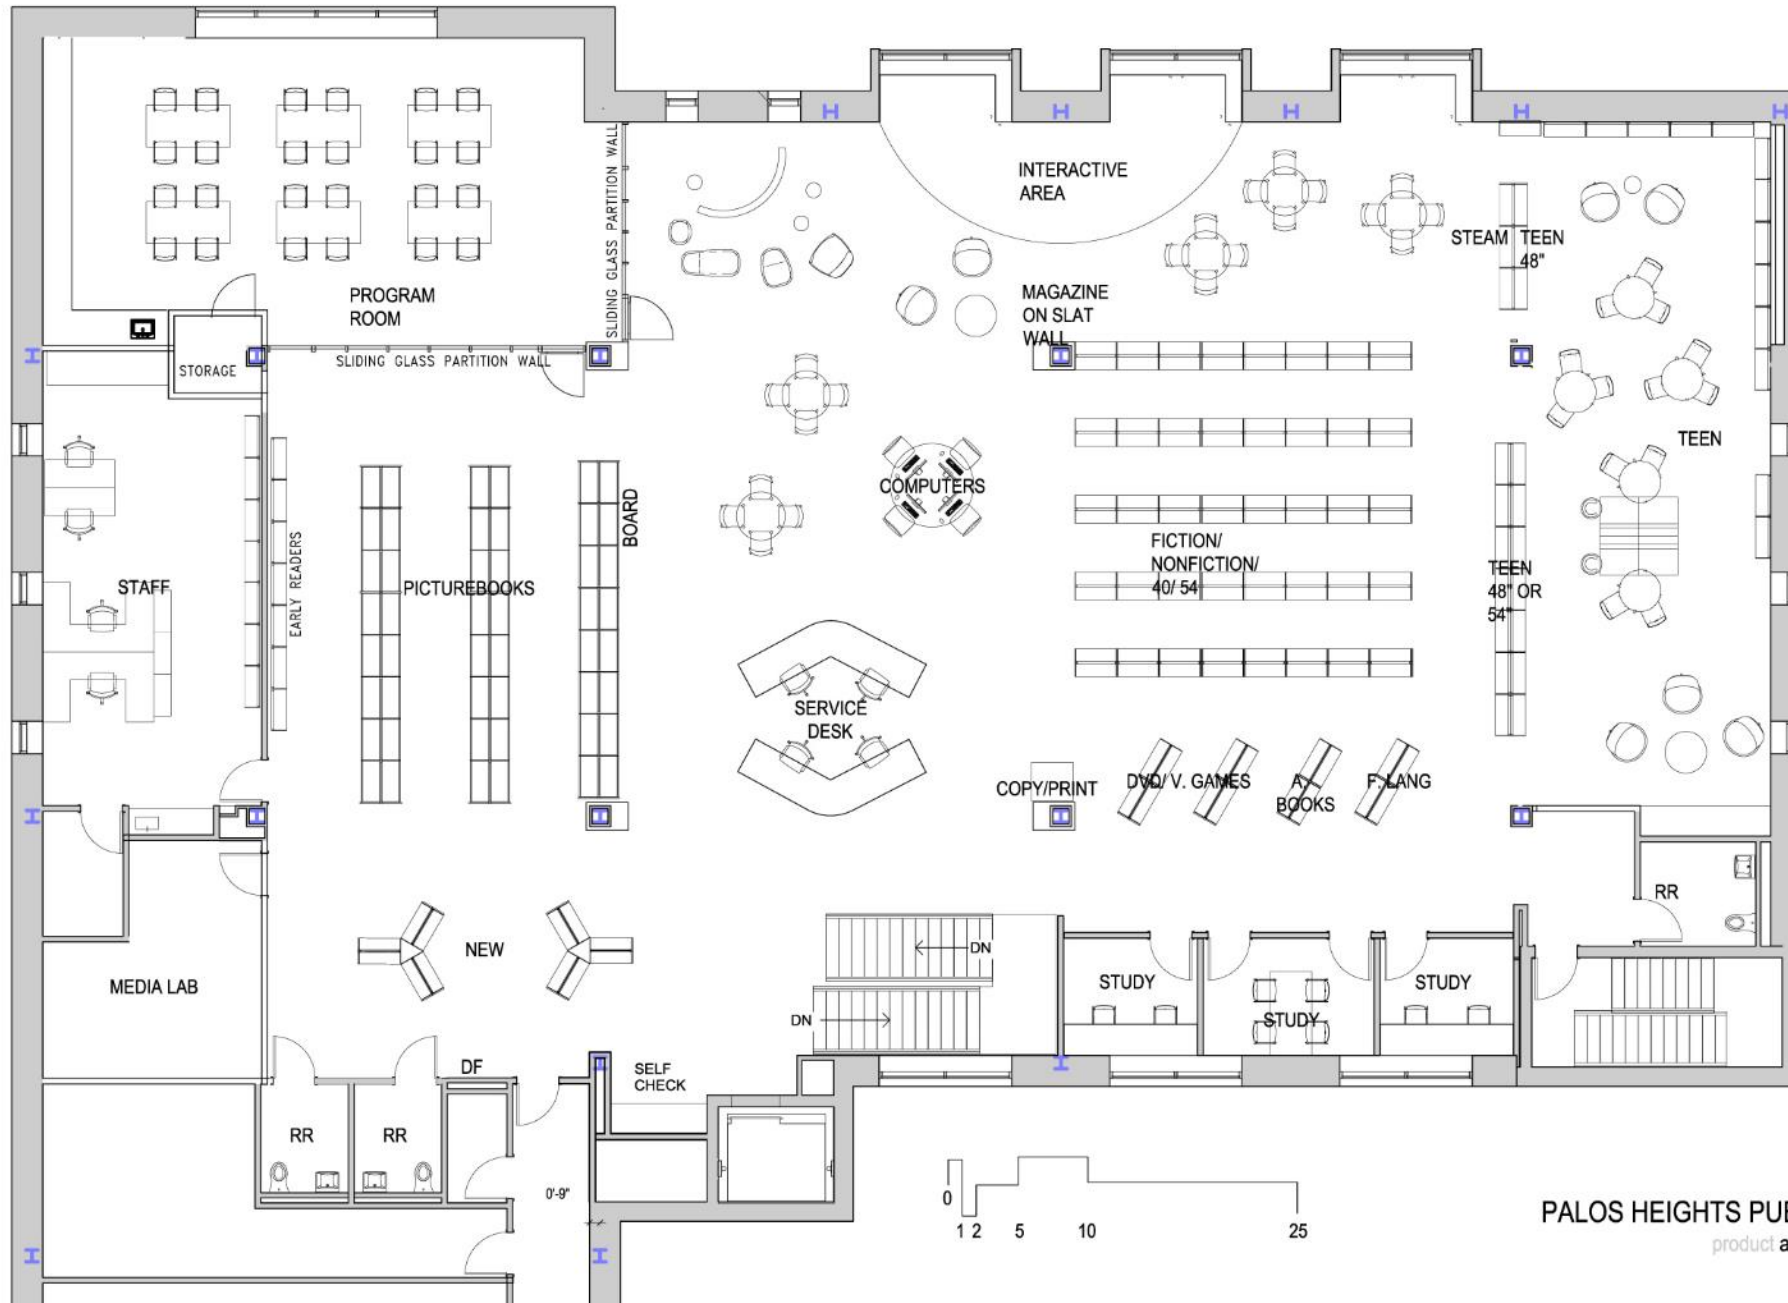 INTERACTIVE
AREA
SLIDING GLASS PARTITION WALL
STEAM
TEEN
48"
PROGRAM
ROOM
MAGAZINE
ON SLAT
WALL
STORAGE
SLIDING GLASS PARTITION WALL
TEEN
COMPUTERS
BOARD
EARLY READERS
FICTION/
NONFICTION/
40/ 54
STAFF
PICTUREBOOKS
TEEN
48" OR
54"
SERVICE
DESK
COPY/PRINT
DVD/ V. GAMES
A.
BOOKS
F. LANG
RR
NEW
DN
MEDIA LAB
STUDY
STUDY
DN
STUDY
DF
SELF
CHECK
RR
RR
0'-9"
0
1 2 5 10 25
PALOS HEIGHTS PUB
product a